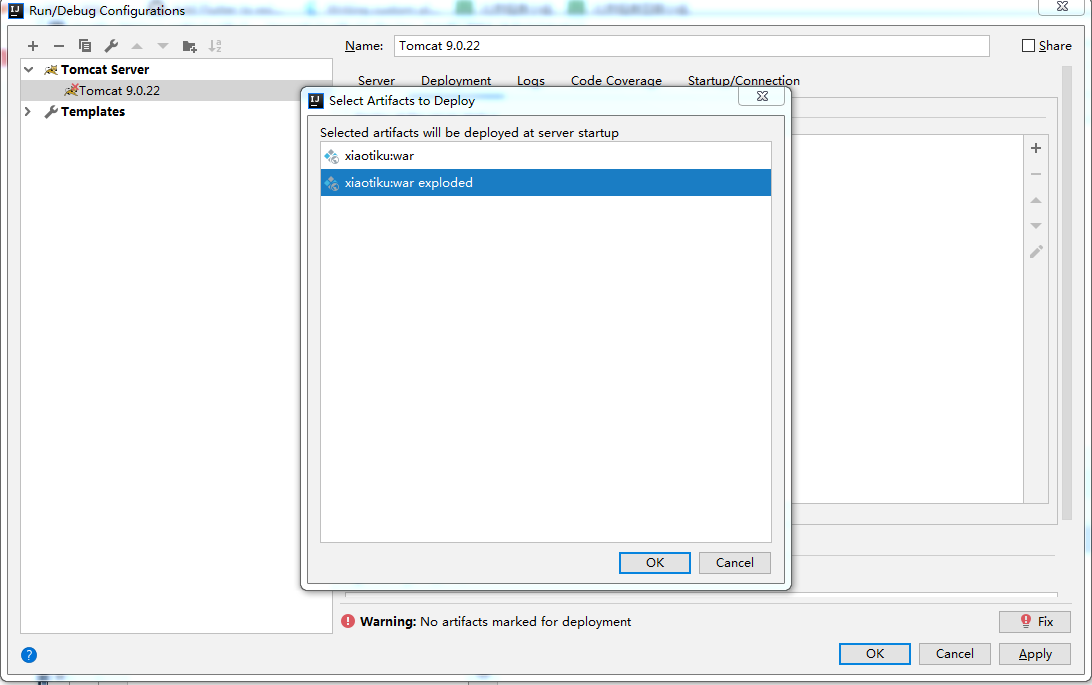 Run/Debug Configurations
Name: Tomcat 9.0.22 Share
Tomcat Server
Tomcat 9.0.22
Templates
Server Deployment Logs Code Coverage Startup/Connection
Select Artifacts to Deploy
Selected artifacts will be deployed at server startup
xiaotiku:war
xiaotiku:war exploded
OK Cancel
Warning: No artifacts marked for deployment Fix
? OK Cancel Apply